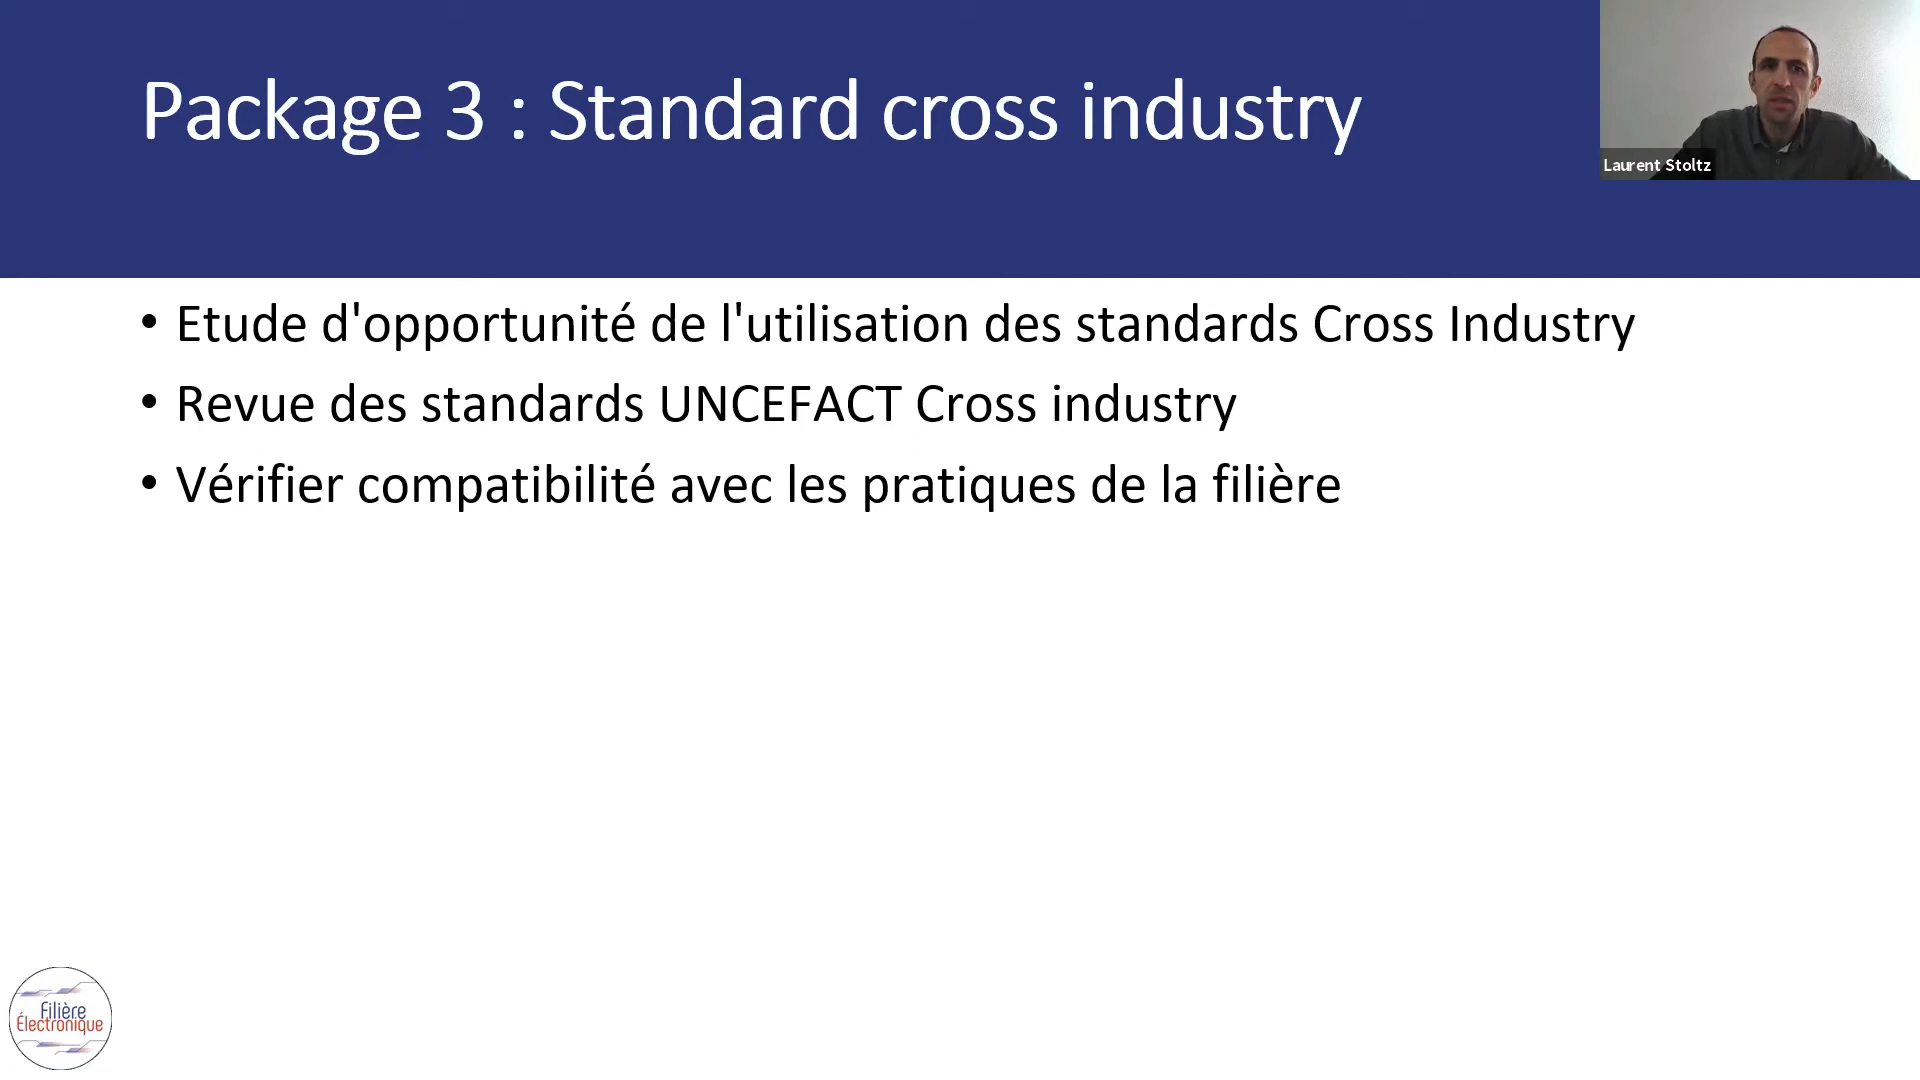 Package 3 : Standard cross industry
Laurent Stoltz
• Etude d'opportunité de l'utilisation des standards Cross Industry
• Revue des standards UNCEFACT Cross industry
• Vérifier compatibilité avec les pratiques de la filière
Filière
Électronique